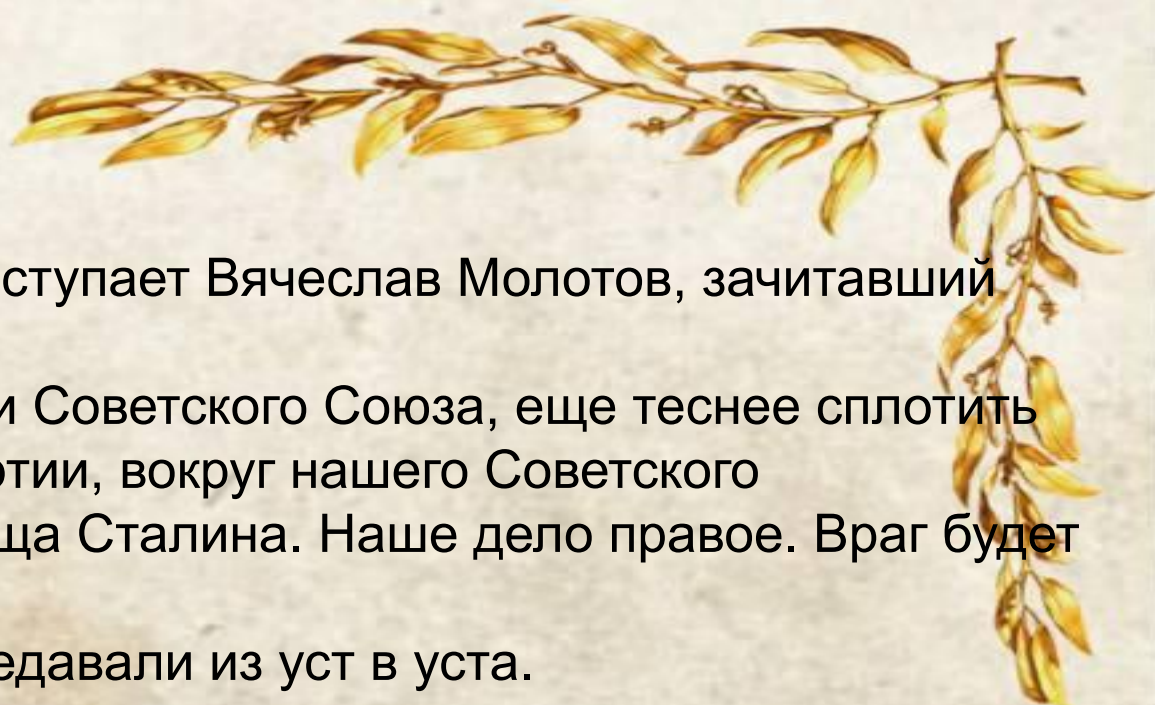 ступает Вячеслав Молотов, зачитавший
и Советского Союза, еще теснее сплотить
тии, вокруг нашего Советского
ща Сталина. Наше дело правое. Враг будет
едавали из уст в уста.